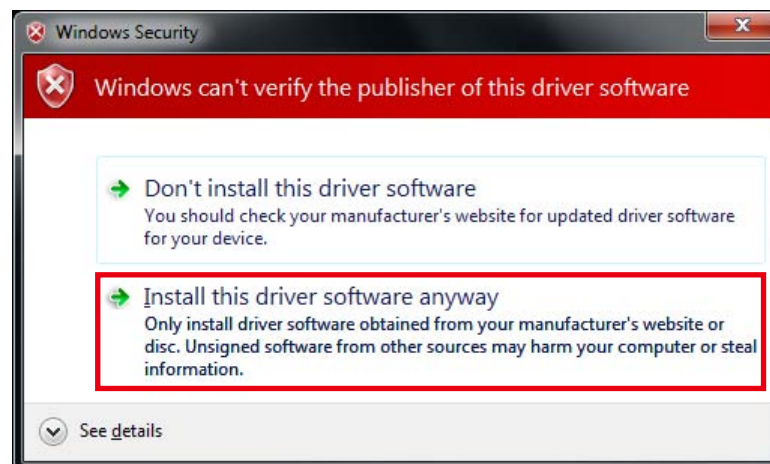 Windows Security
Windows can't verify the publisher of this driver software
Don't install this driver software
You should check your manufacturer's website for updated driver software
for your device.
Install this driver software anyway
Only install driver software obtained from your manufacturer's website or
disc. Unsigned software from other sources may harm your computer or steal
information.
See details